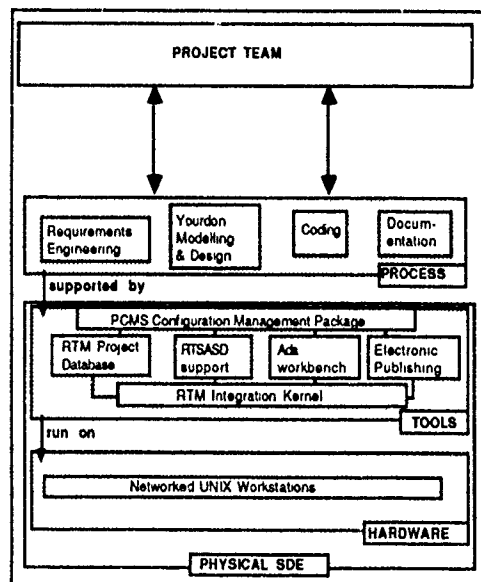 PROJECT TEAM
Requirements
Engineering
Yourdon
Modelling
& Design
Coding
Docum-
entation
PROCESS
supported by
PCMS Configuration Management Package
RTM Project
Database
RTSASD
support
Ada
workbench
Electronic
Publishing
RTM Integration Kernel
TOOLS
run on
Networked UNIX Workstations
HARDWARE
PHYSICAL SDE